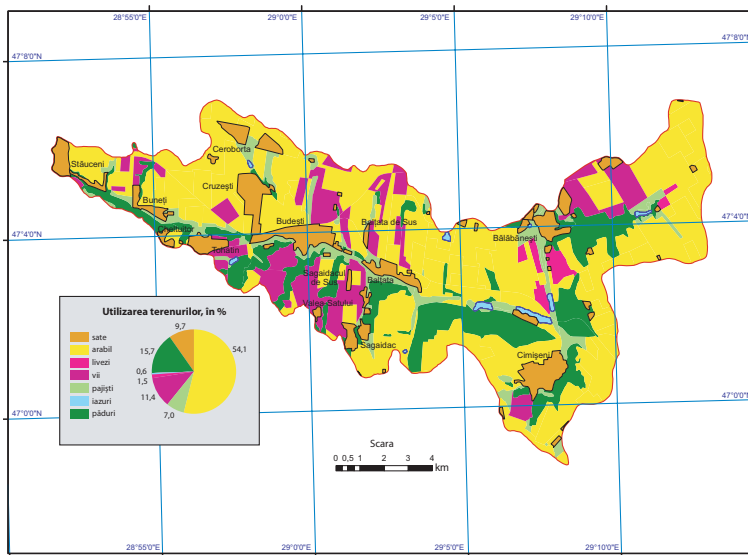 28°55'0"E 29°0'0"E 29°5'0"E 29°10'0"E
47°8'0"N 47°8'0"N
Ceroborta
Stăuceni
Cruzești
Buneți
Budești
Balțata de Sus
47°4'0"N 47°4'0"N
Cheltuitor
Tohatin
Bălăbănești
Sagaidacul
de Sus
Balțata
Valea-Satului
Sagaidac
Cimișeni
Utilizarea terenurilor, în %
sate
arabil
livezi
vii
pajiști
iazuri
păduri
9,7
54,1
15,7
0,6
1,5
11,4
7,0
47°0'0"N 47°0'0"N
Scara
0 0,5 1 2 3 4
km
28°55'0"E 29°0'0"E 29°5'0"E 29°10'0"E